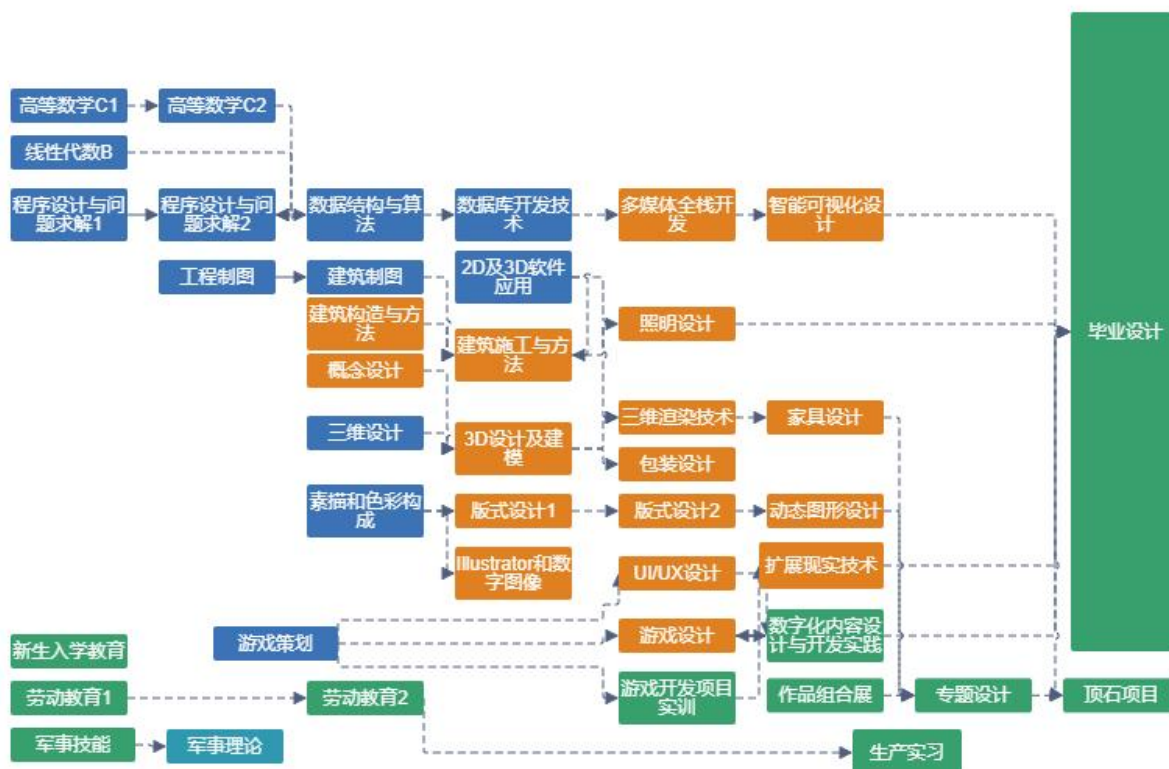 高等数学C1
高等数学C2
线性代数B
程序设计与问
题求解1
程序设计与问
题求解2
数据结构与算
法
数据库开发技
术
多媒体全栈开
发
智能可视化设
计
工程制图
建筑制图
2D及3D软件
应用
建筑构造与方
法
建筑施工与方
法
照明设计
毕业设计
概念设计
三维设计
3D设计及建
模
三维渲染技术
家具设计
包装设计
素描和色彩构
成
版式设计1
版式设计2
动态图形设计
Illustrator和数
字图像
UI/UX设计
扩展现实技术
游戏策划
游戏设计
数字化内容设
计与开发实践
新生入学教育
劳动教育1
劳动教育2
游戏开发项目
实训
作品组合展
专题设计
顶石项目
军事技能
军事理论
生产实习